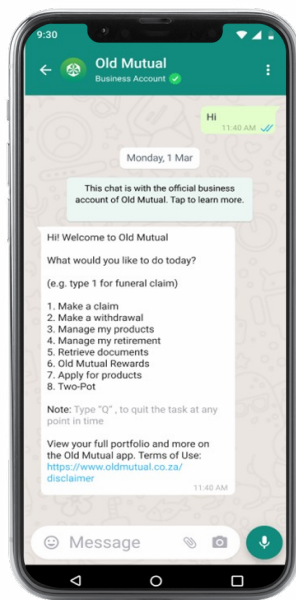 9:30
Old Mutual
Business Account
Hi
11:40 AM
Monday, 1 Mar
This chat is with the official business
account of Old Mutual. Tap to learn more.
Hi! Welcome to Old Mutual
What would you like to do today?
(e.g. type 1 for funeral claim)
1. Make a claim
2. Make a withdrawal
3. Manage my products
4. Manage my retirement
5. Retrieve documents
6. Old Mutual Rewards
7. Apply for products
8. Two-Pot
Note: Type "Q" , to quit the task at any
point in time
View your full portfolio and more on
the Old Mutual app. Terms of Use:
https://www.oldmutual.co.za/
disclaimer
11:40 AM
Message